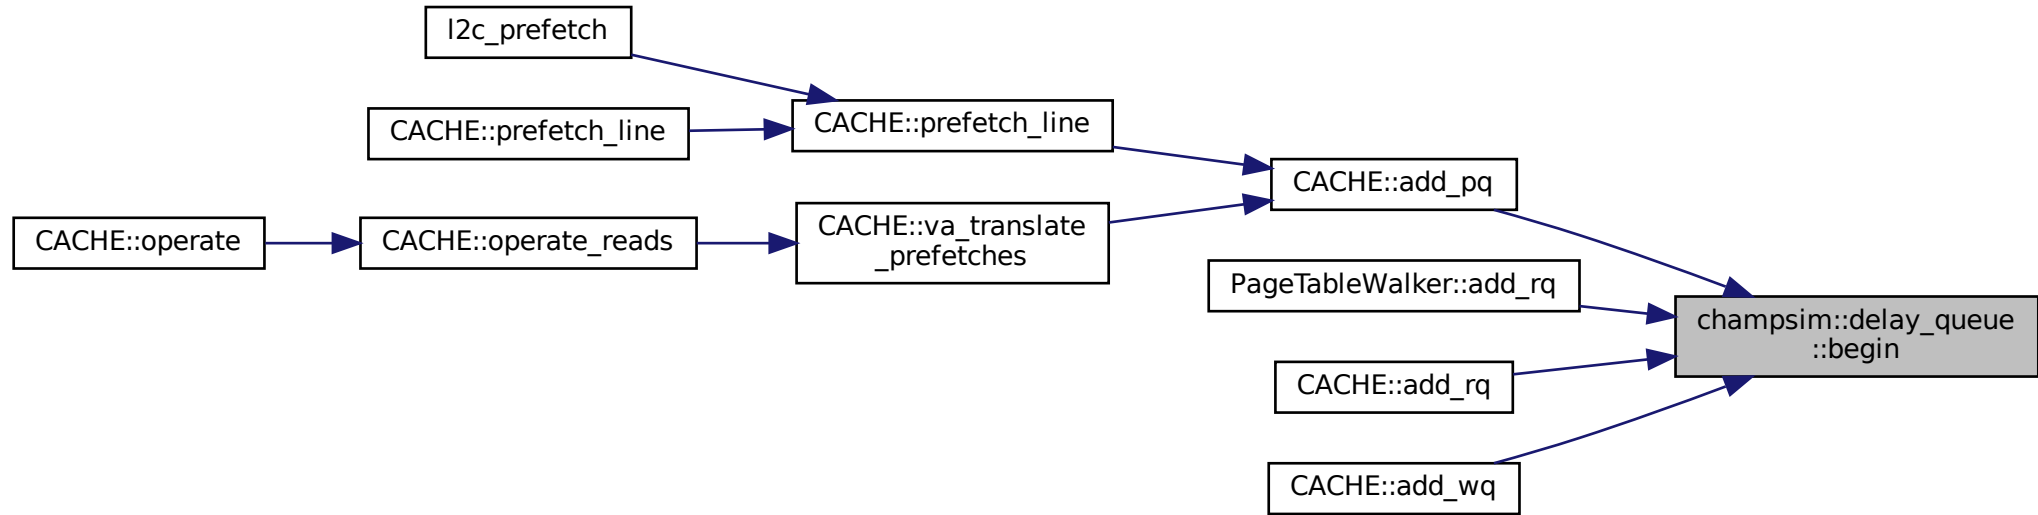 l2c_prefetch
CACHE::prefetch_line
CACHE::prefetch_line
CACHE::add_pq
CACHE::operate
CACHE::operate_reads
CACHE::va_translate
_prefetches
PageTableWalker::add_rq
champsim::delay_queue
::begin
CACHE::add_rq
CACHE::add_wq